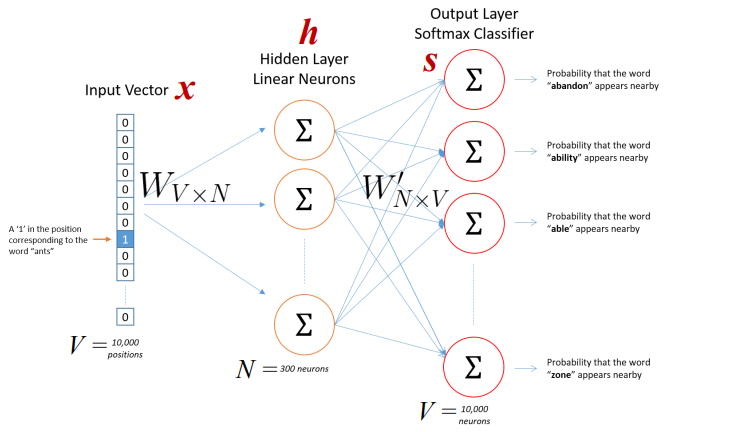 Output Layer
Softmax Classifier
h
Hidden Layer
Linear Neurons
s
Input Vector x
Σ
Probability that the word
“abandon” appears nearby
0
0
0
0
0
0
0
1
0
0
0
A ‘1’ in the position
corresponding to the
word “ants”
W V×N
Σ
Σ
Σ
W′ N×V
Σ
Probability that the word
“ability” appears nearby
Σ
Probability that the word
“able” appears nearby
V = 10,000
positions
N = 300 neurons
Σ
Probability that the word
“zone” appears nearby
V = 10,000
neurons